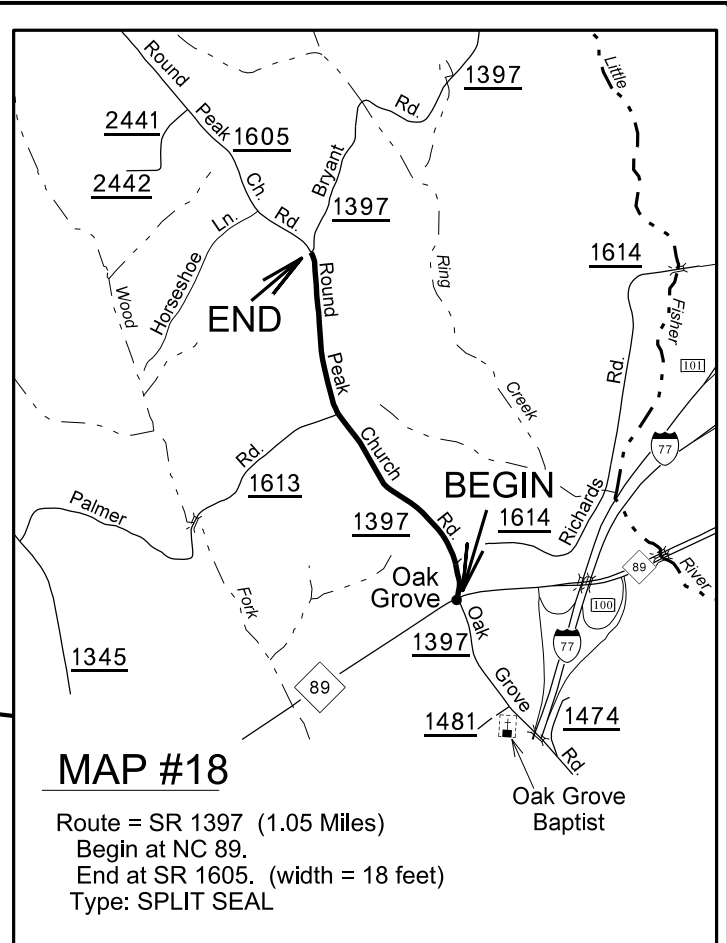 Round
Peak
Ch.
Rd.
2441
2442
1605
Horseshoe
Ln.
Bryant
Rd.
1397
1397
Little
Fisher
River
1614
101
77
Ring
Creek
Wood
Fork
END
Round
Peak
Church
Rd.
1397
BEGIN
1614
Richards
Rd.
Palmer
Rd.
1613
1345
Oak
Grove
89
89
100
77
1397
Oak
Grove
Rd.
1481
1474
Oak Grove
Baptist
MAP #18
Route = SR 1397 (1.05 Miles)
Begin at NC 89.
End at SR 1605. (width = 18 feet)
Type: SPLIT SEAL